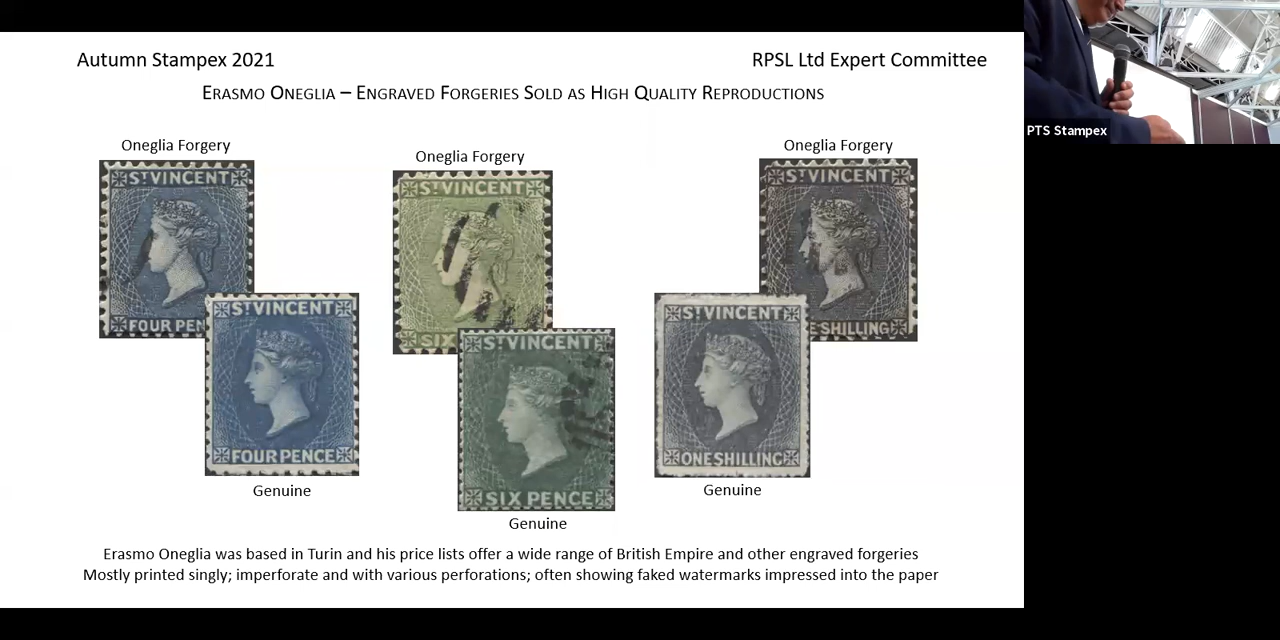 Autumn Stampex 2021
RPSL Ltd Expert Committee
ERASMO ONEGLIA – ENGRAVED FORGERIES SOLD AS HIGH QUALITY REPRODUCTIONS
Oneglia Forgery
Oneglia Forgery
Oneglia Forgery
PTS Stampex
ST VINCENT
FOUR PEN
ST VINCENT
FOUR PENCE
Genuine
ST VINCENT
SIX
ST VINCENT
SIX PENCE
Genuine
ST VINCENT
E SHILLING
ST VINCENT
ONE SHILLING
Genuine
Erasmo Oneglia was based in Turin and his price lists offer a wide range of British Empire and other engraved forgeries
Mostly printed singly; imperforate and with various perforations; often showing faked watermarks impressed into the paper